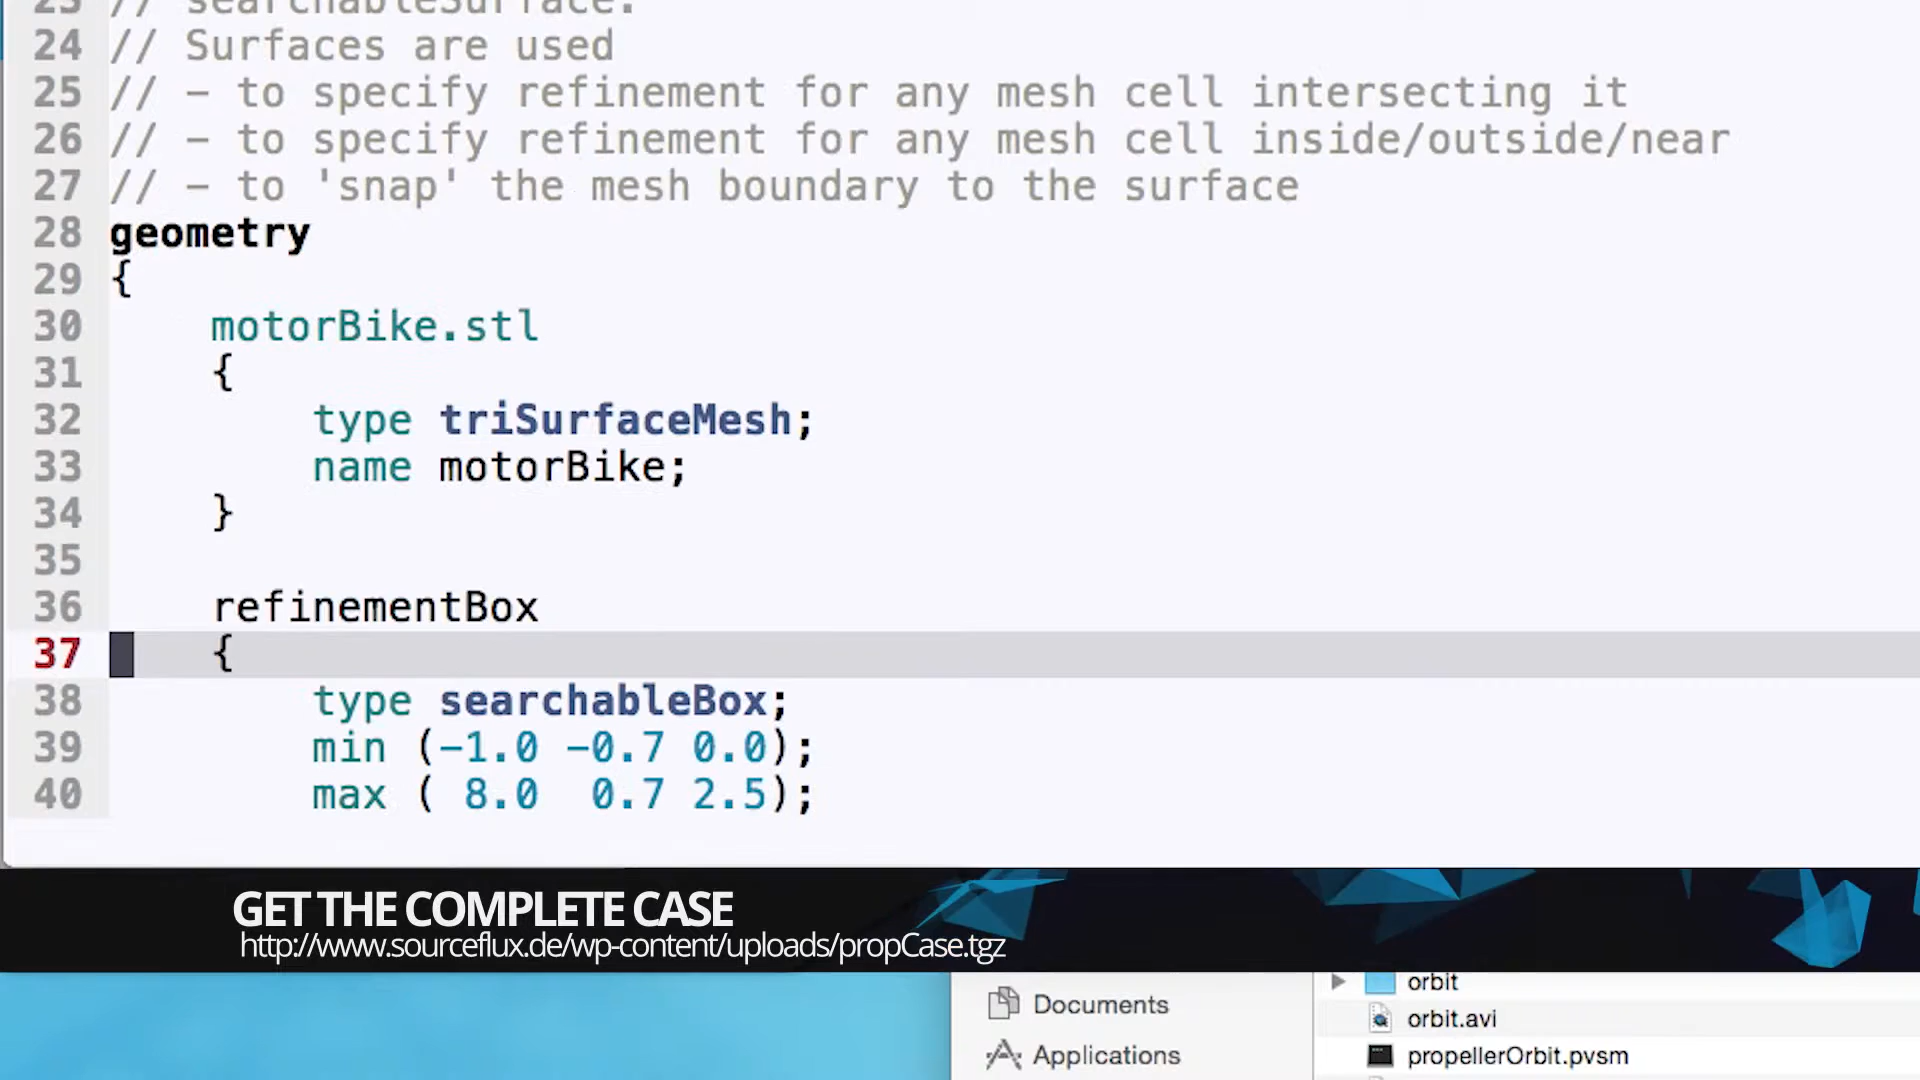 23 // searchableSurface.
24 // Surfaces are used
25 // - to specify refinement for any mesh cell intersecting it
26 // - to specify refinement for any mesh cell inside/outside/near
27 // - to 'snap' the mesh boundary to the surface
28 geometry
29 {
30 motorBike.stl
31 {
32 type triSurfaceMesh;
33 name motorBike;
34 }
35
36 refinementBox
37 {
38 type searchableBox;
39 min (-1.0 -0.7 0.0);
40 max ( 8.0 0.7 2.5);
GET THE COMPLETE CASE
http://www.sourceflux.de/wp-content/uploads/propCase.tgz
Documents
Applications
orbit
orbit.avi
propellerOrbit.pvsm